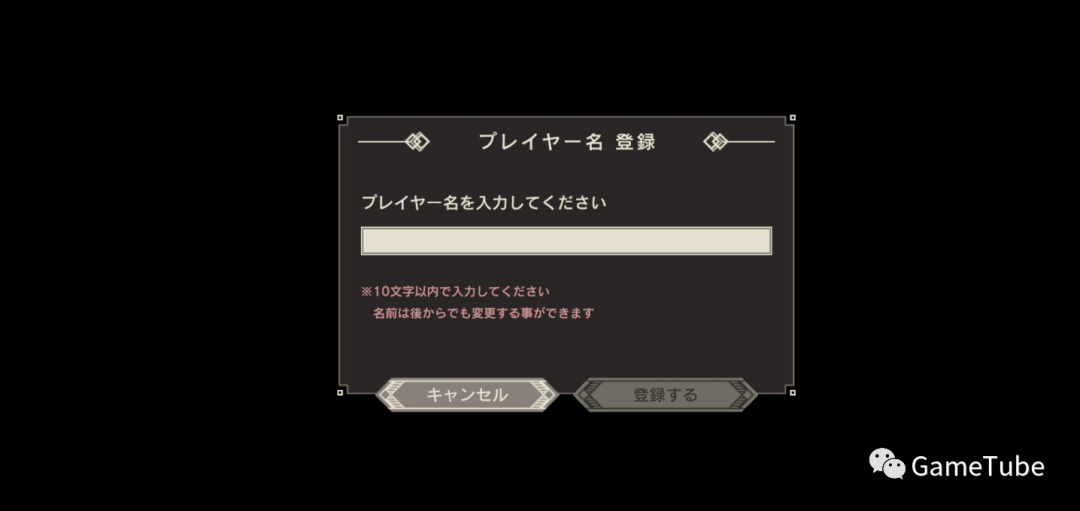 プレイヤー名 登録
プレイヤー名を入力してください
※10文字以内で入力してください
名前は後からでも変更する事ができます
キャンセル
登録する
GameTube